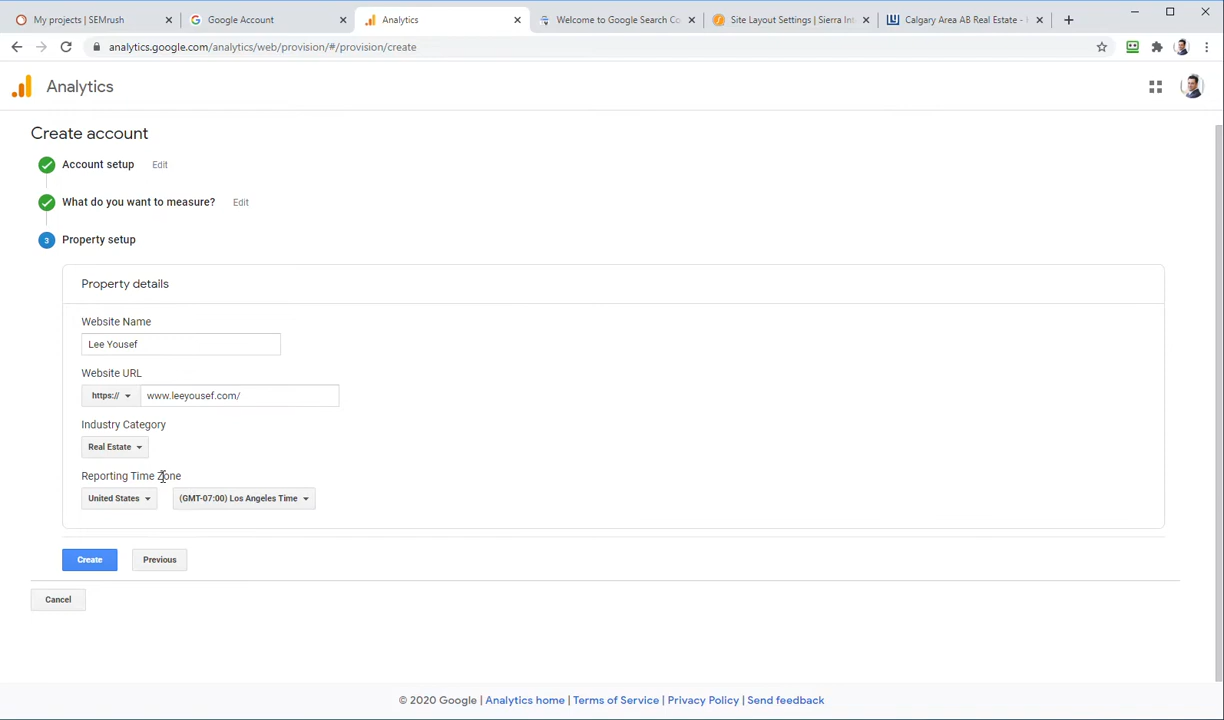 My projects | SEMrush
Google Account
Analytics
Welcome to Google Search Co
Site Layout Settings | Sierra Int
Calgary Area AB Real Estate -
analytics.google.com/analytics/web/provision/#/provision/create
Analytics
Create account
Account setup Edit
What do you want to measure? Edit
3 Property setup
Property details
Website Name
Lee Yousef
Website URL
https:// www.leeyousef.com/
Industry Category
Real Estate
Reporting Time Zone
United States (GMT-07:00) Los Angeles Time
Create Previous
Cancel
© 2020 Google | Analytics home | Terms of Service | Privacy Policy | Send feedback